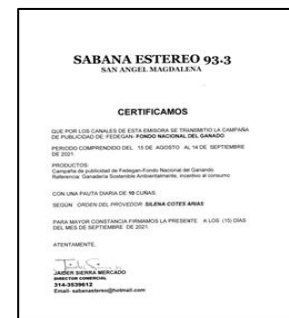 SABANA ESTEREO 93.3
SAN ANGEL MAGDALENA
CERTIFICAMOS
QUE POR LOS CANALES DE ESTA EMISORA SE TRANSMITIO LA CAMPAÑA
DE PUBLICIDAD DE: FEDEGAN- FONDO NACIONAL DEL GANADO.
PERIODO COMPRENDIDO DEL 15 DE AGOSTO AL 14 DE SEPTIEMBRE
DE 2021.
PRODUCTOS:
Campaña de publicidad de Fedegan-Fondo Nacional del Ganando.
Referencia: Ganadería Sostenible Ambientalmente, incentivo al consumo
CON UNA PAUTA DIARIA DE 10 CUÑAS.
SEGÚN ORDEN DEL PROVEDOR SILENA COTES ARIAS
PARA MAYOR CONSTANCIA FIRMAMOS LA PRESENTE A LOS (15) DÍAS
DEL MES DE SEPTIEMBRE DE 2021.
ATENTAMENTE,
JAIDER SIERRA MERCADO
DIRECTOR COMERCIAL
314-3539612
Email- sabanastereo@hotmail.com